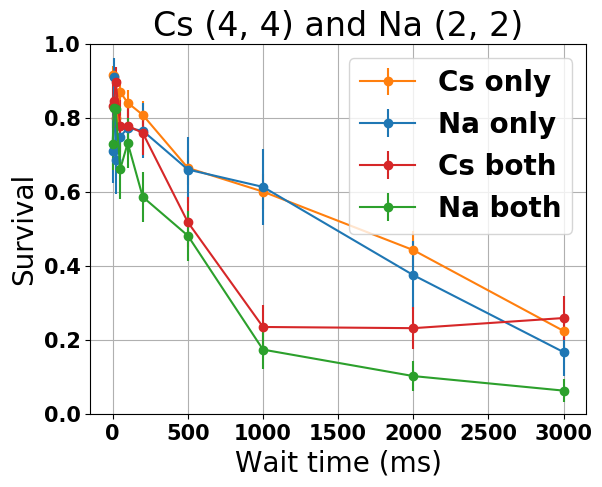 Cs (4, 4) and Na (2, 2)
Cs only
Na only
Cs both
Na both
1.0
0.8
0.6
0.4
0.2
0.0
Survival
0 500 1000 1500 2000 2500 3000
Wait time (ms)